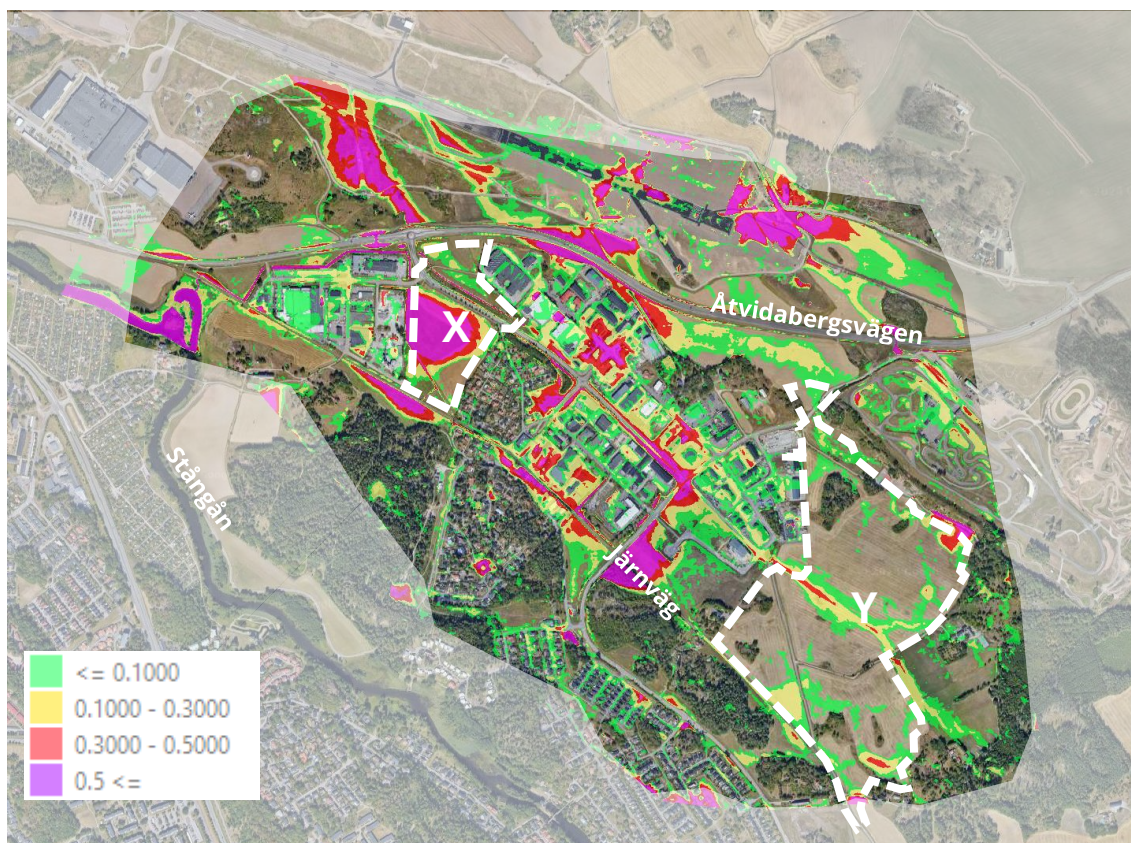 X
Åtvidabergsvägen
Stångån
Järnväg
Y
<= 0.1000
0.1000 - 0.3000
0.3000 - 0.5000
0.5 <=